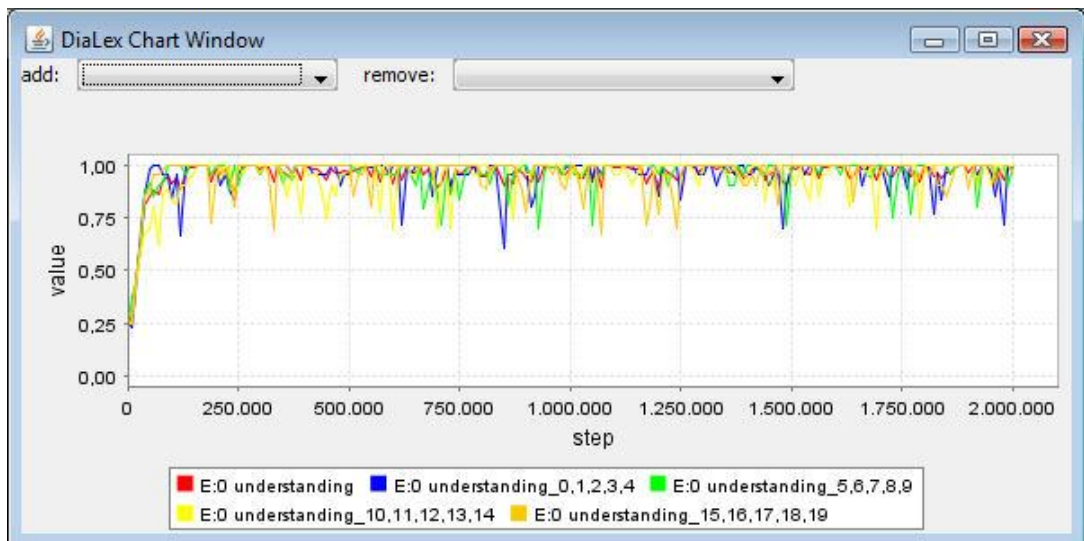 DiaLex Chart Window
add: remove:
1,00
0,75
0,50
0,25
0,00
value
0 250.000 500.000 750.000 1.000.000 1.250.000 1.500.000 1.750.000 2.000.000
step
E:0 understanding E:0 understanding_0,1,2,3,4 E:0 understanding_5,6,7,8,9
E:0 understanding_10,11,12,13,14 E:0 understanding_15,16,17,18,19